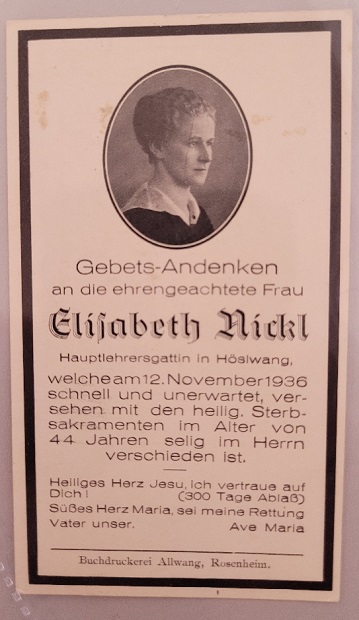 Gebets-Andenken
an die ehrengeachtete Frau
Elisabeth Nickl
Hauptlehrersgattin in Höslwang,
welche am 12. November 1936
schnell und unerwartet, ver-
sehen mit den heilig. Sterb-
sakramenten im Alter von
44 Jahren selig im Herrn
verschieden ist.
Heiliges Herz Jesu, ich vertraue auf
Dich! (300 Tage Ablaß)
Süßes Herz Maria, sei meine Rettung
Vater unser. Ave Maria
Buchdruckerei Allwang, Rosenheim.